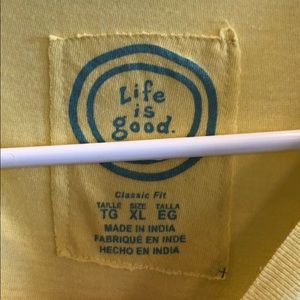 Life
is
good.
Classic Fit
TAILLE SIZE TALLA
TG XL EG
MADE IN INDIA
FABRIQUÉ EN INDE
HECHO EN INDIA